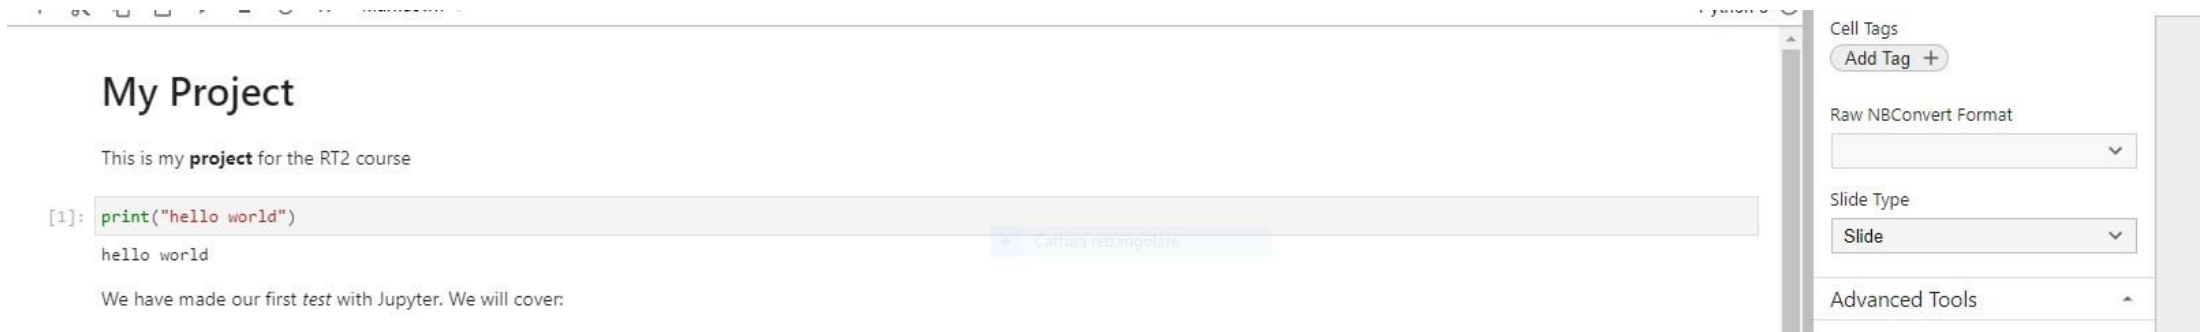 My Project
This is my project for the RT2 course
[1]: print("hello world")
hello world
Cattura rettangolare
We have made our first test with Jupyter. We will cover:
Cell Tags
Add Tag +
Raw NBConvert Format
Slide Type
Slide
Advanced Tools